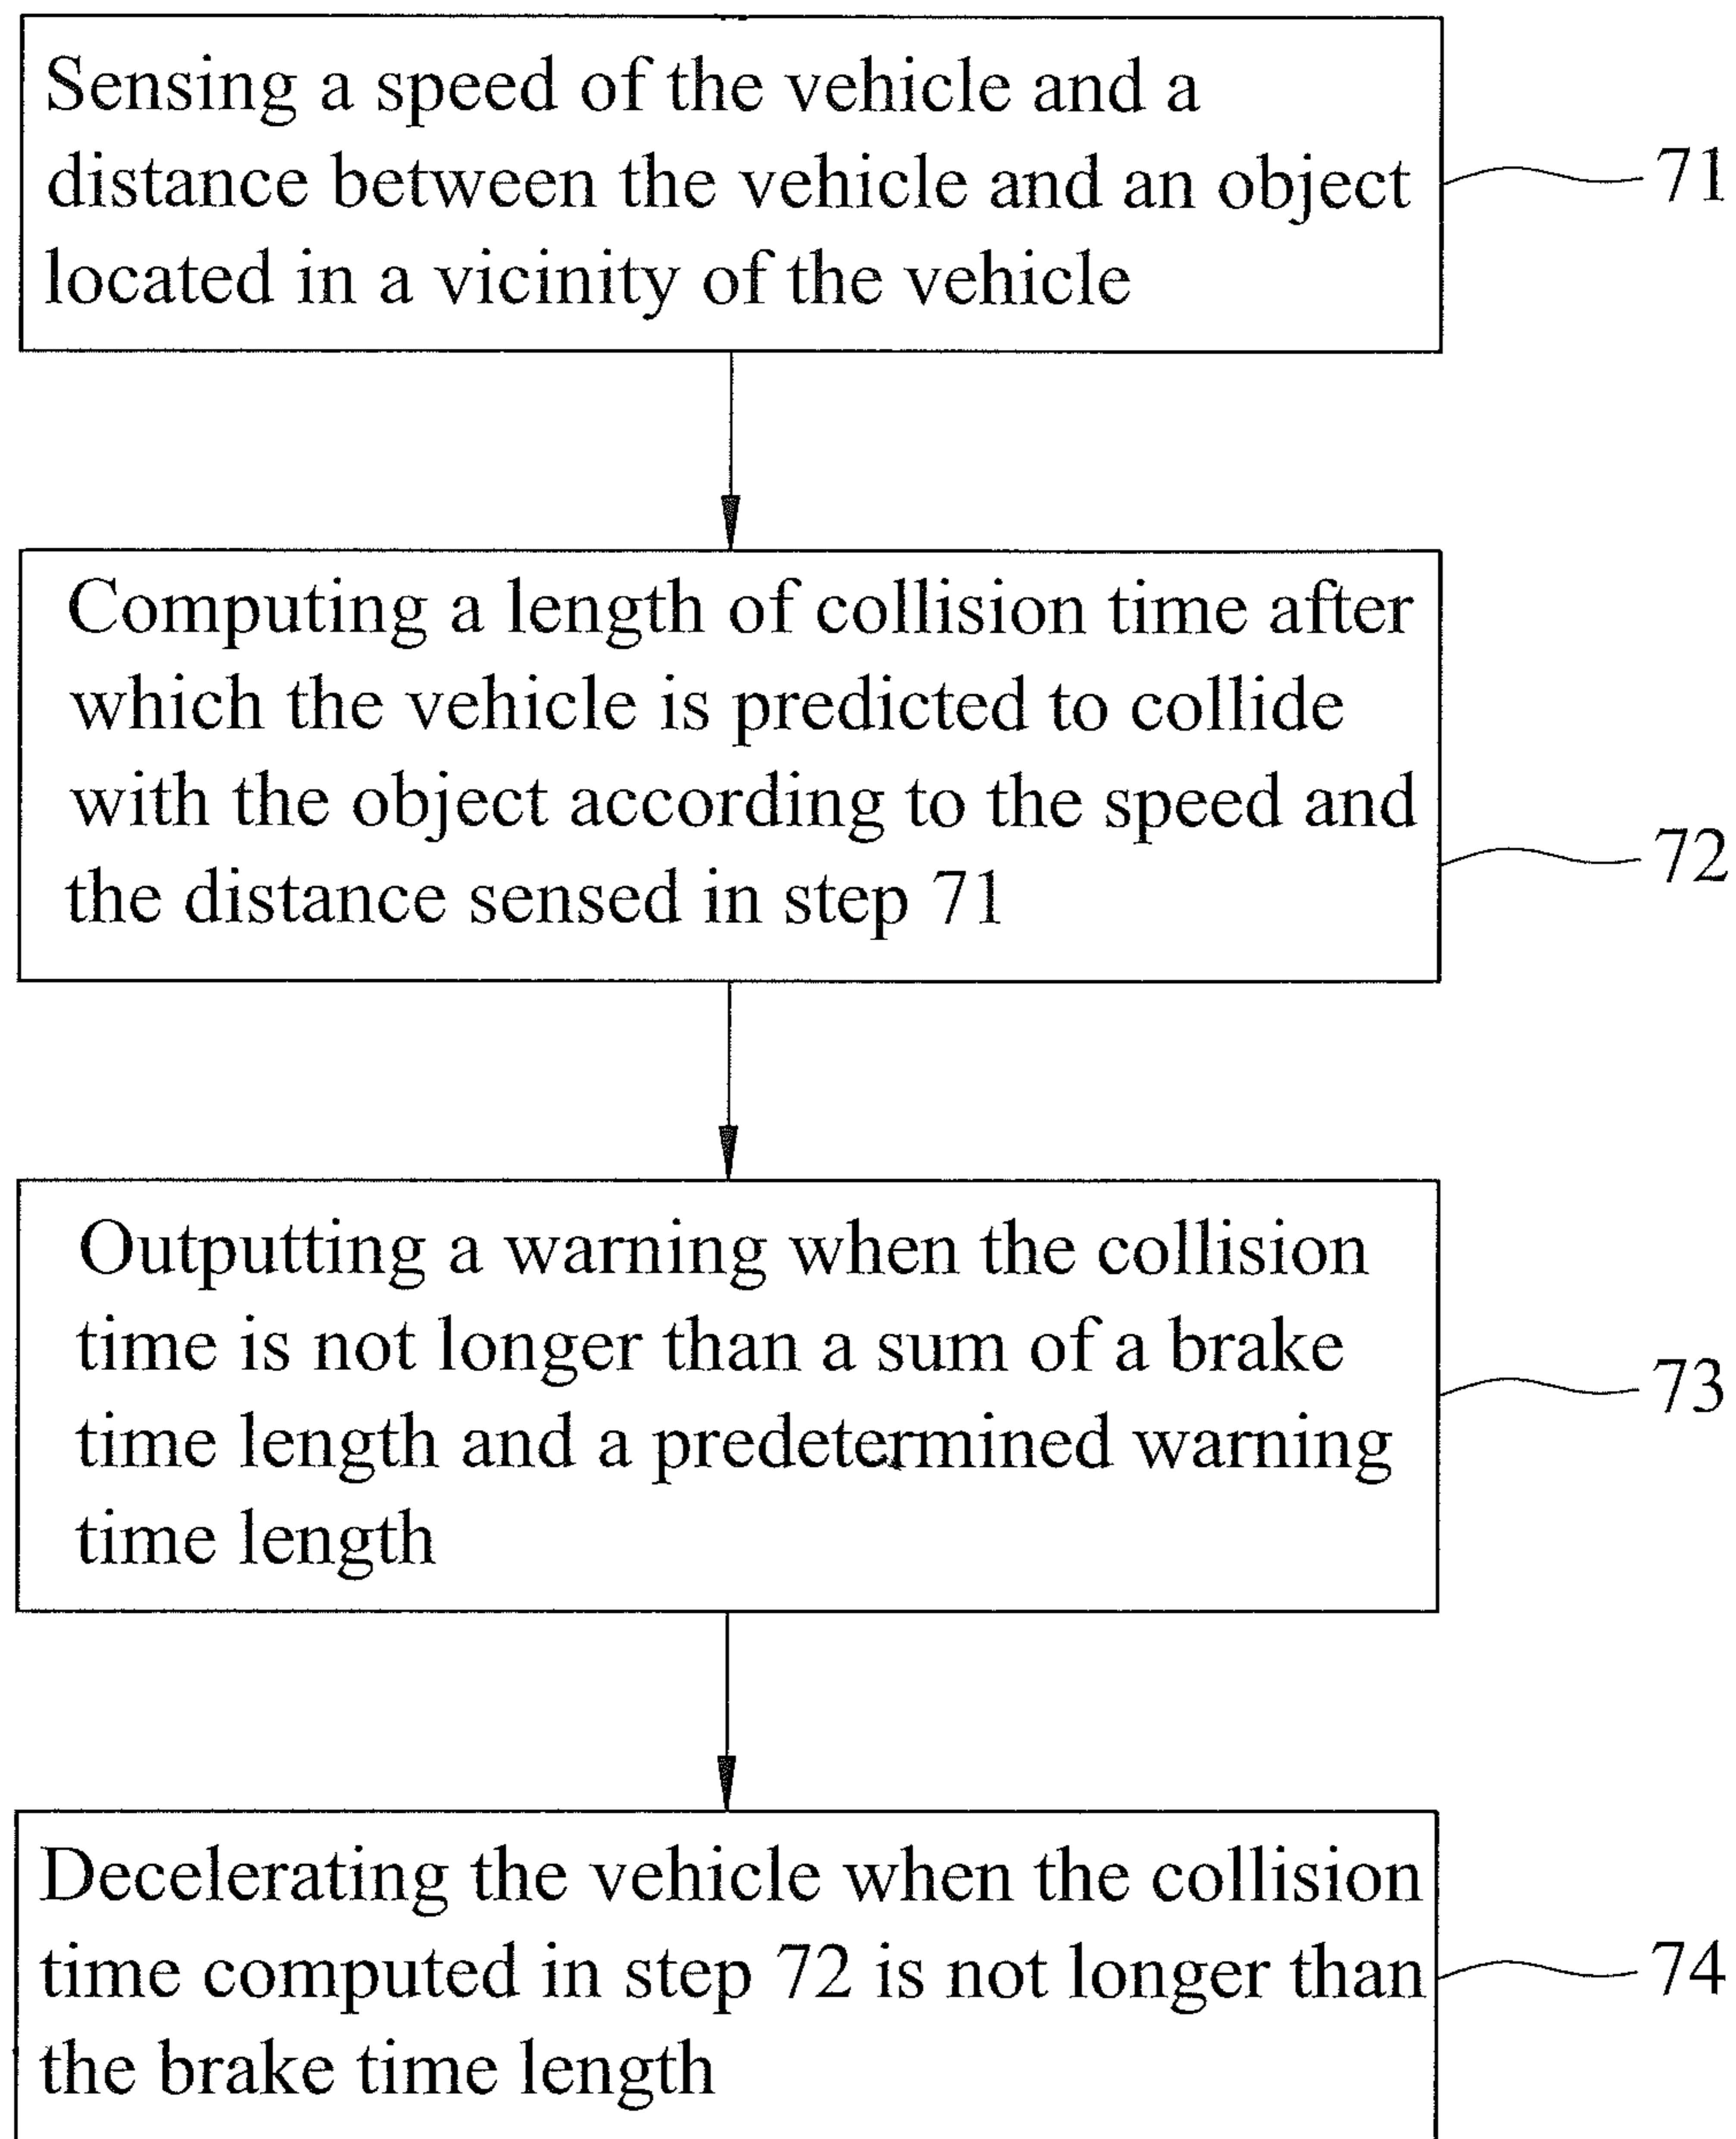 Sensing a speed of the vehicle and a
distance between the vehicle and an object
located in a vicinity of the vehicle
71
Computing a length of collision time after
which the vehicle is predicted to collide
with the object according to the speed and
the distance sensed in step 71
72
Outputting a warning when the collision
time is not longer than a sum of a brake
time length and a predetermined warning
time length
73
Decelerating the vehicle when the collision
time computed in step 72 is not longer than
the brake time length
74